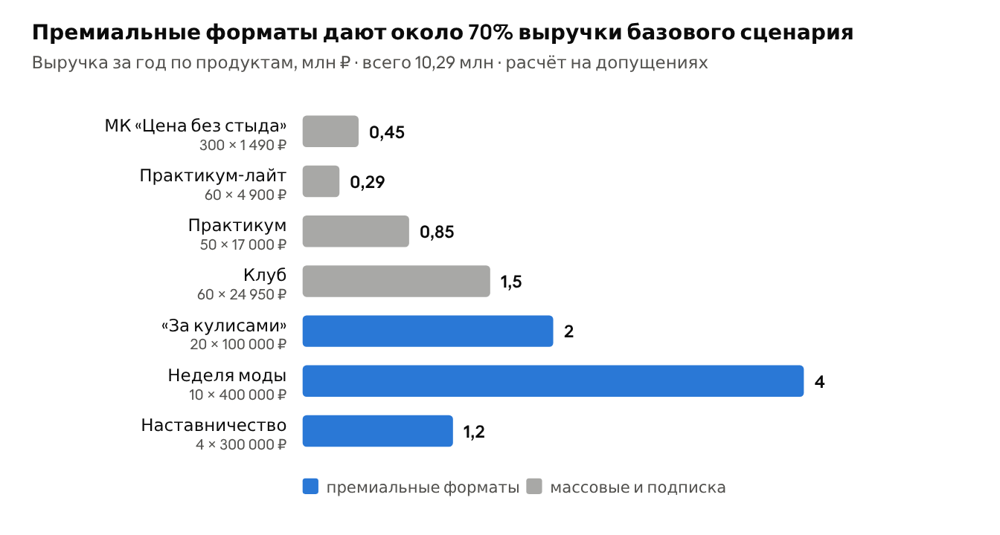 Премиальные форматы дают около 70% выручки базового сценария
Выручка за год по продуктам, млн ₽ · всего 10,29 млн · расчёт на допущениях
МК «Цена без стыда»
300 × 1 490 ₽
0,45
Практикум-лайт
60 × 4 900 ₽
0,29
Практикум
50 × 17 000 ₽
0,85
Клуб
60 × 24 950 ₽
1,5
«За кулисами»
20 × 100 000 ₽
2
Неделя моды
10 × 400 000 ₽
4
Наставничество
4 × 300 000 ₽
1,2
премиальные форматы
массовые и подписка